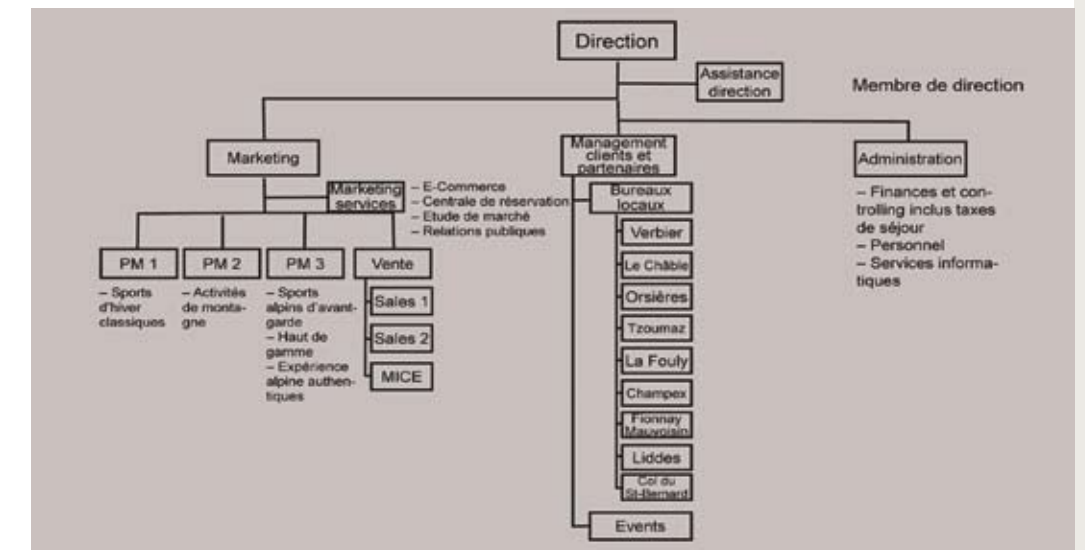 Direction
Assistance
direction
Membre de direction
Marketing
Management
clients et
partenaires
Administration
Marketing
services
– E-Commerce
– Centrale de réservation
– Etude de marché
– Relations publiques
– Finances et con-
trolling inclus taxes
de séjour
– Personnel
– Services informa-
tiques
PM 1
PM 2
PM 3
Vente
– Sports
d'hiver
classiques
– Activités
de monta-
gne
– Sports
alpins d'avant-
garde
– Haut de
gamme
– Expérience
alpine authen-
tiques
Sales 1
Sales 2
MICE
Bureaux
locaux
Verbier
Le Châble
Orsières
Tzoumaz
La Fouly
Champex
Fionnay
Mauvoisin
Liddes
Col du
St-Bernard
Events